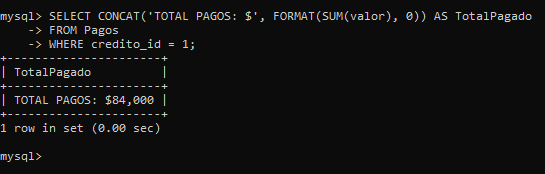 mysql> SELECT CONCAT('TOTAL PAGOS: $', FORMAT(SUM(valor), 0)) AS TotalPagado
    -> FROM Pagos
    -> WHERE credito_id = 1;
+----------------------+
| TotalPagado          |
+----------------------+
| TOTAL PAGOS: $84,000 |
+----------------------+
1 row in set (0.00 sec)
mysql>